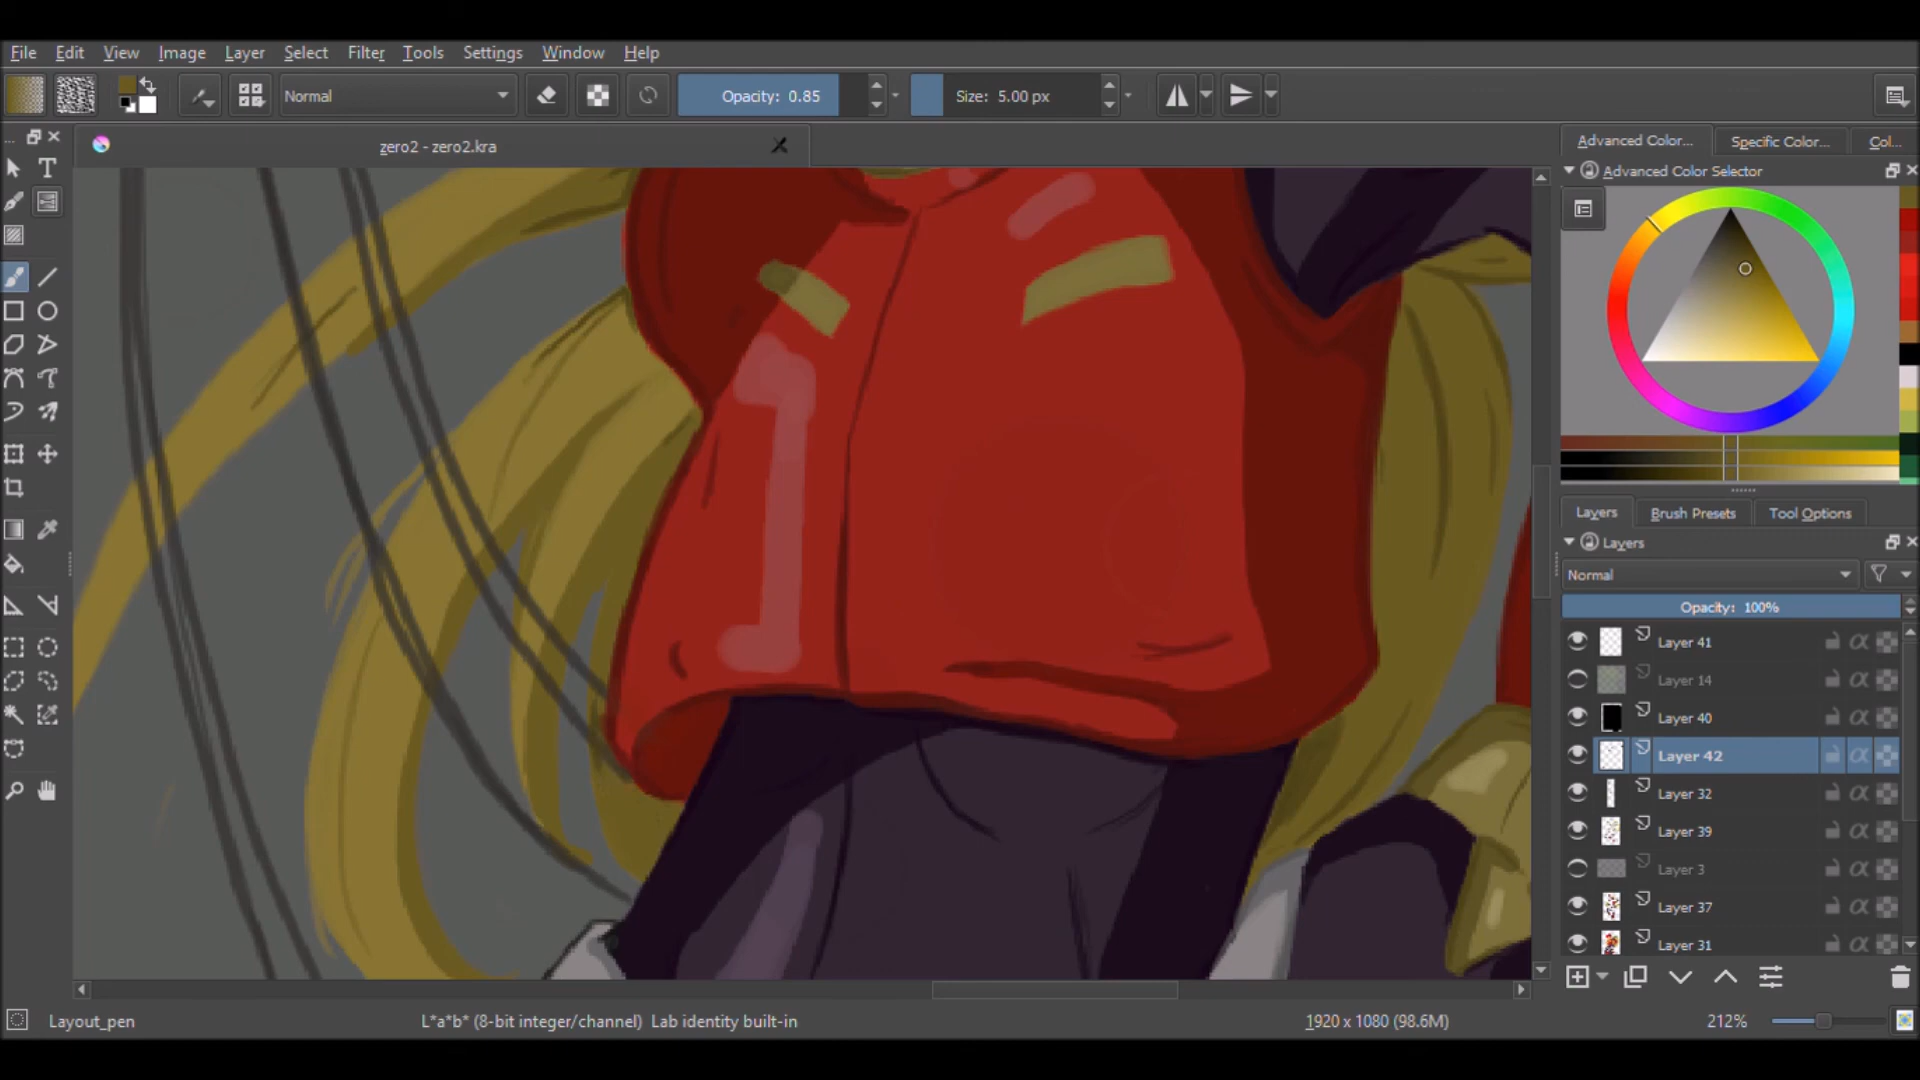 File Edit View Image Layer Select Filter Tools Settings Window Help
Normal Opacity: 0.85 Size: 5.00 px
zero2 - zero2.kra
Advanced Color... Specific Color... Col...
Advanced Color Selector
Layers Brush Presets Tool Options
Layers
Normal
Opacity: 100%
Layer 41
Layer 14
Layer 40
Layer 42
Layer 32
Layer 39
Layer 3
Layer 37
Layer 31
Layout_pen L*a*b* (8-bit integer/channel) Lab identity built-in 1920 x 1080 (98.6M) 212%